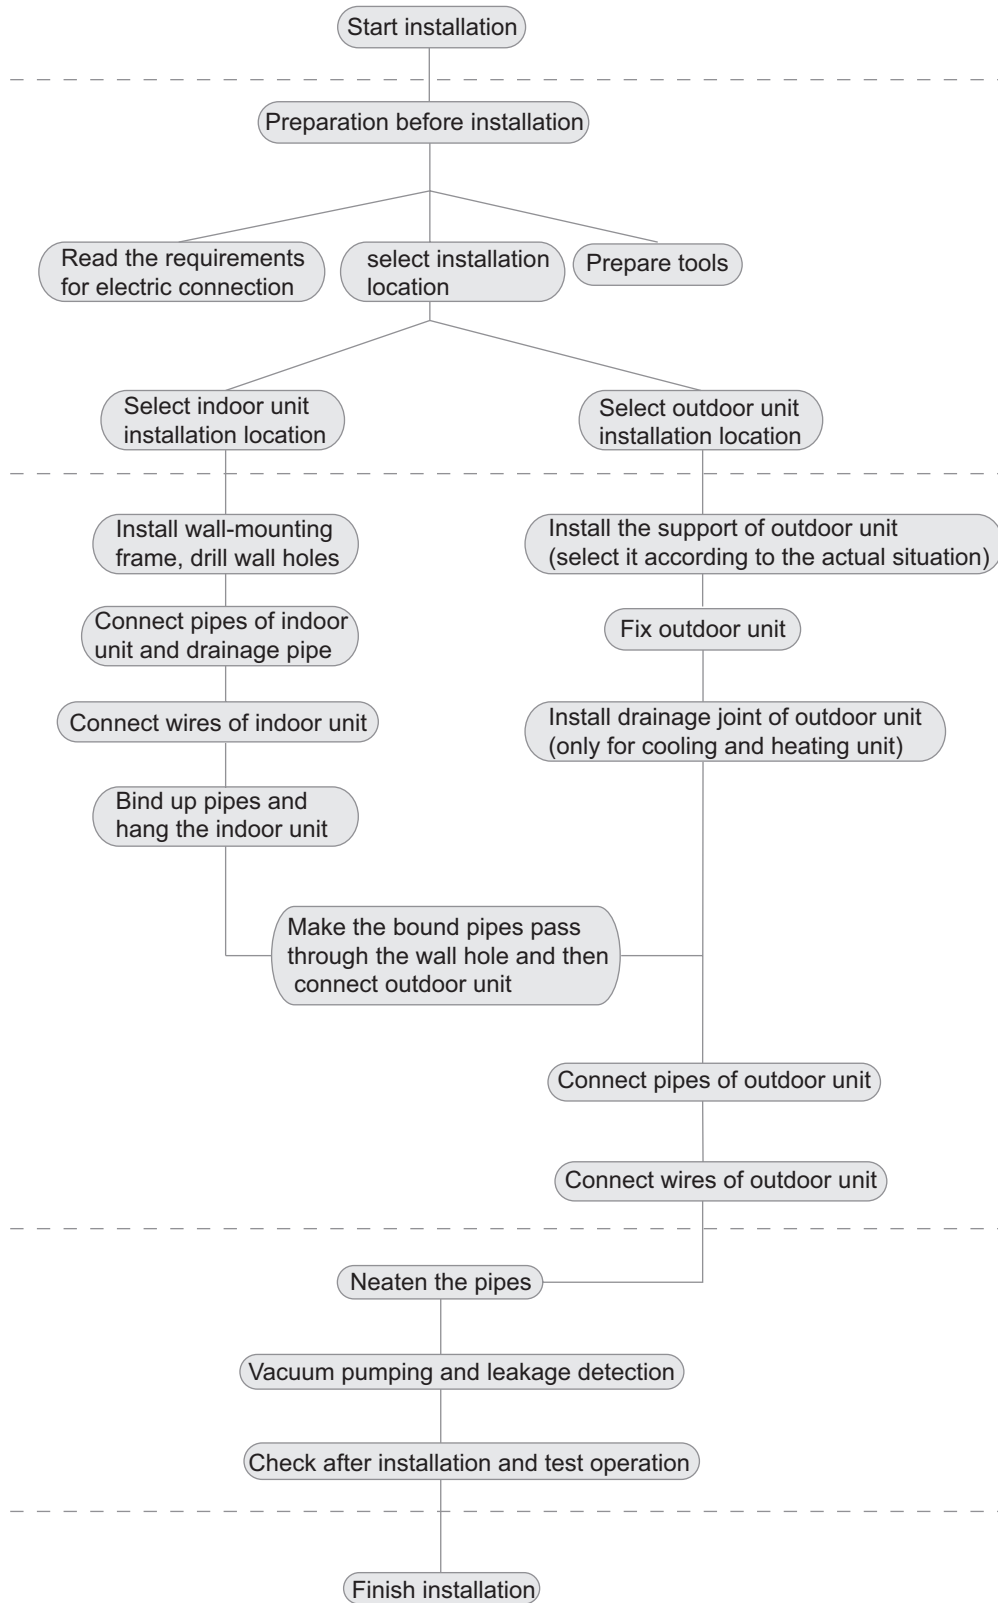 Start installation
Preparation before installation
Read the requirements
for electric connection
select installation
location
Prepare tools
Select indoor unit
installation location
Select outdoor unit
installation location
Install wall-mounting
frame, drill wall holes
Install the support of outdoor unit
(select it according to the actual situation)
Connect pipes of indoor
unit and drainage pipe
Fix outdoor unit
Connect wires of indoor unit
Install drainage joint of outdoor unit
(only for cooling and heating unit)
Bind up pipes and
hang the indoor unit
Make the bound pipes pass
through the wall hole and then
connect outdoor unit
Connect pipes of outdoor unit
Connect wires of outdoor unit
Neaten the pipes
Vacuum pumping and leakage detection
Check after installation and test operation
Finish installation